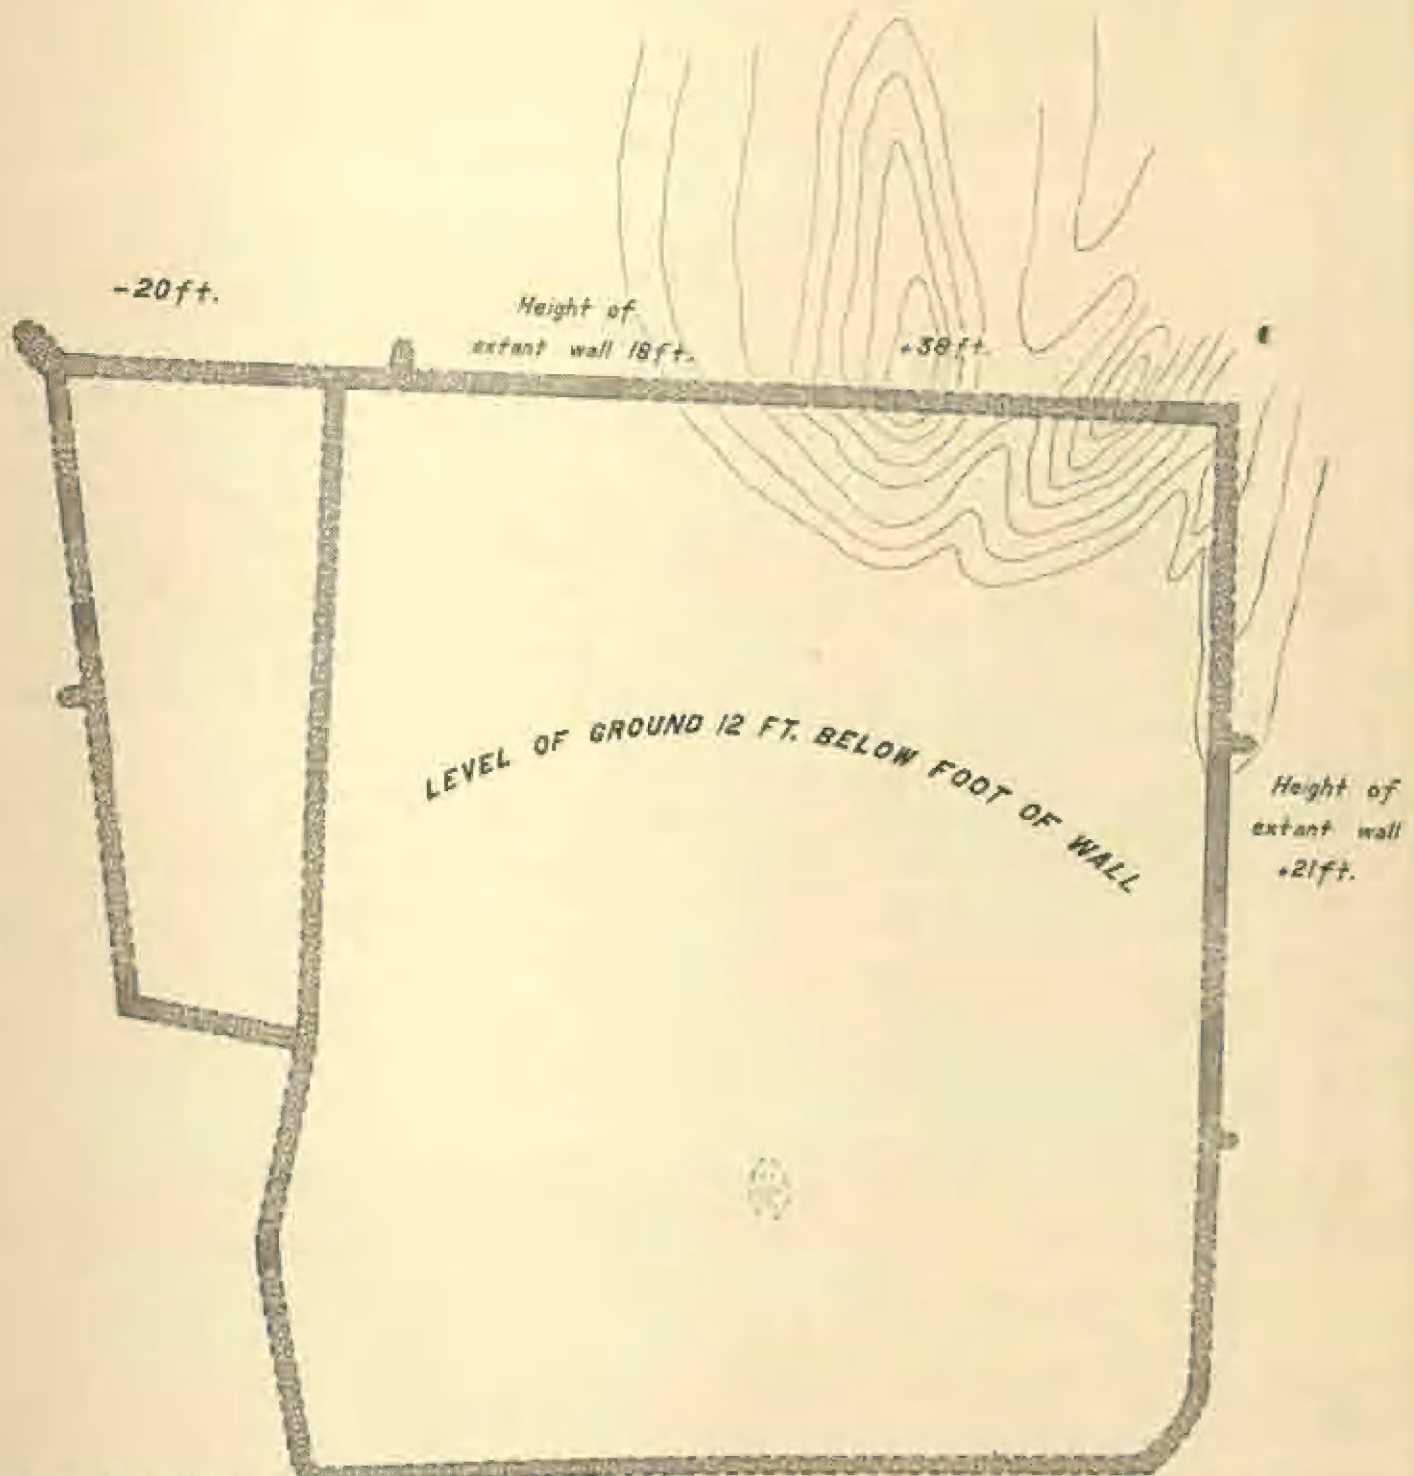 -20ft.
Height of
extant wall 18ft.
+38ft.
LEVEL OF GROUND 12 FT. BELOW FOOT OF WALL
Height of
extant wall
+21ft.